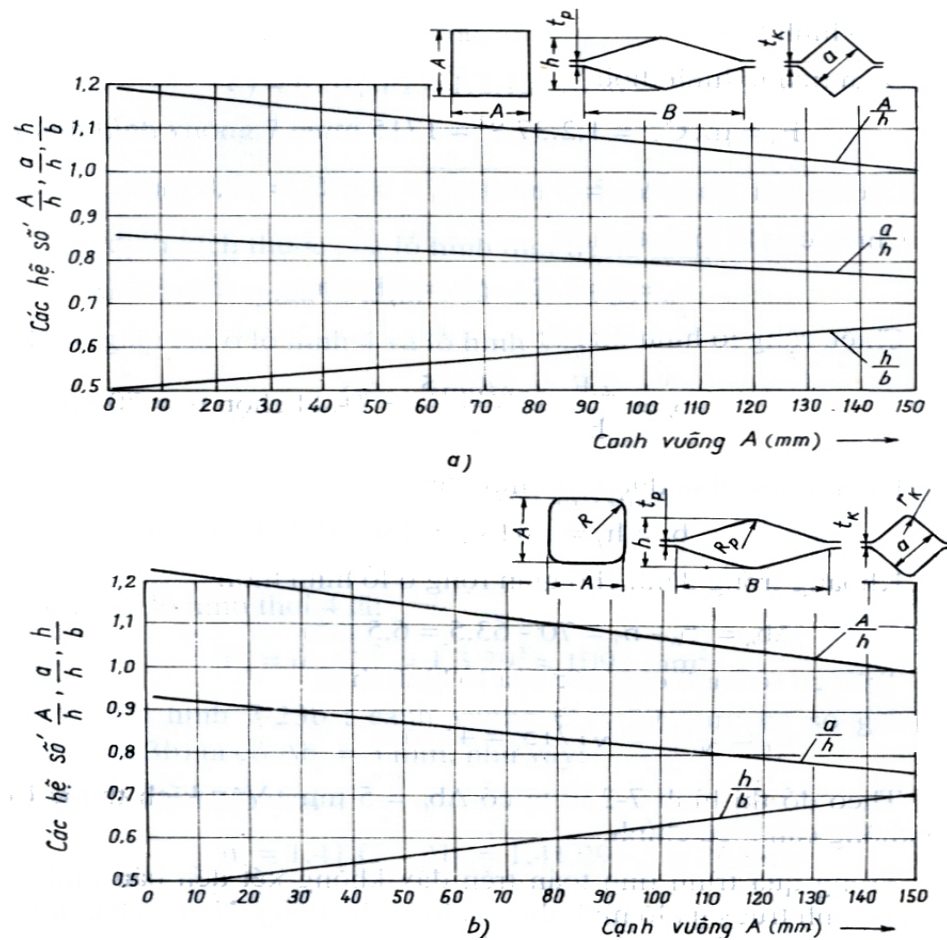 A
A
t_p
h
B
t_k
a
1,2
1,1
1,0
0,9
0,8
0,7
0,6
0.5
Các hệ số A/h, a/h, h/b
A/h
a/h
h/b
0 10 20 30 40 50 60 70 80 90 100 110 120 130 140 150
Cạnh vuông A (mm)
a)
A
R
A
t_p
h
R_p
B
t_k
r_k
a
1,2
1,1
1,0
0,9
0,8
0,7
0,6
0,5
Các hệ số A/h, a/h, h/b
A/h
a/h
h/b
0 10 20 30 40 50 60 70 80 90 100 110 120 130 140 150
Cạnh vuông A (mm)
b)